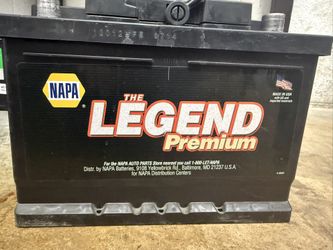 NAPA
THE
LEGEND
Premium
MADE IN USA
For the NAPA AUTO PARTS Store nearest you call 1-800-LET-NAPA
Distr. by NAPA Batteries, 9108 Yellowbrick Rd., Baltimore, MD 21237 U.S.A.
for NAPA Distribution Centers